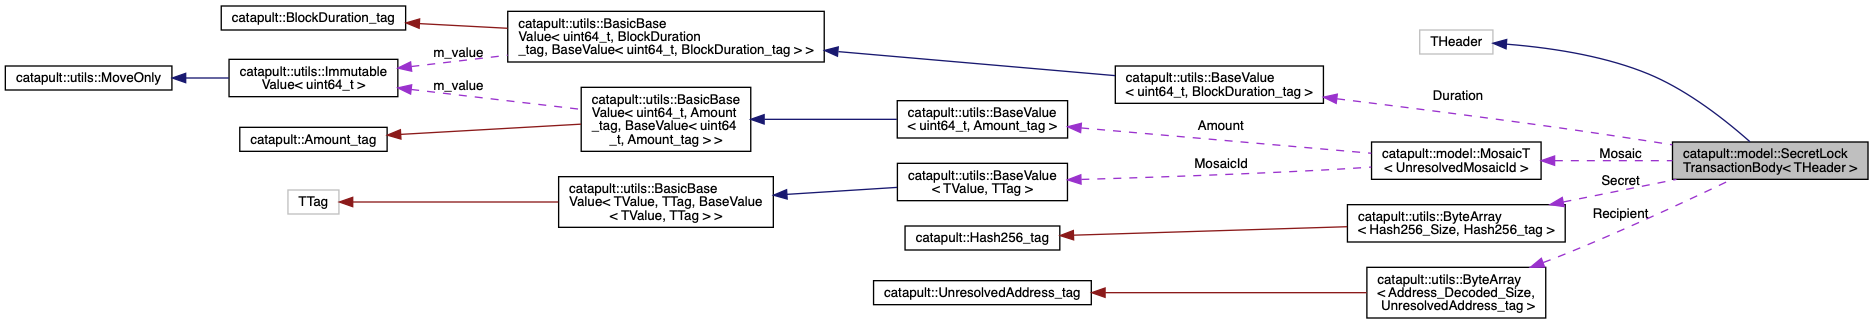 catapult::BlockDuration_tag
catapult::utils::BasicBase
Value< uint64_t, BlockDuration
_tag, BaseValue< uint64_t, BlockDuration_tag > >
THeader
m_value
catapult::utils::MoveOnly
catapult::utils::Immutable
Value< uint64_t >
m_value
catapult::utils::BaseValue
< uint64_t, BlockDuration_tag >
Duration
catapult::utils::BasicBase
Value< uint64_t, Amount
_tag, BaseValue< uint64
_t, Amount_tag > >
catapult::Amount_tag
catapult::utils::BaseValue
< uint64_t, Amount_tag >
Amount
MosaicId
catapult::model::MosaicT
< UnresolvedMosaicId >
Mosaic
catapult::model::SecretLock
TransactionBody< THeader >
Secret
Recipient
TTag
catapult::utils::BasicBase
Value< TValue, TTag, BaseValue
< TValue, TTag > >
catapult::utils::BaseValue
< TValue, TTag >
catapult::Hash256_tag
catapult::utils::ByteArray
< Hash256_Size, Hash256_tag >
catapult::UnresolvedAddress_tag
catapult::utils::ByteArray
< Address_Decoded_Size,
UnresolvedAddress_tag >